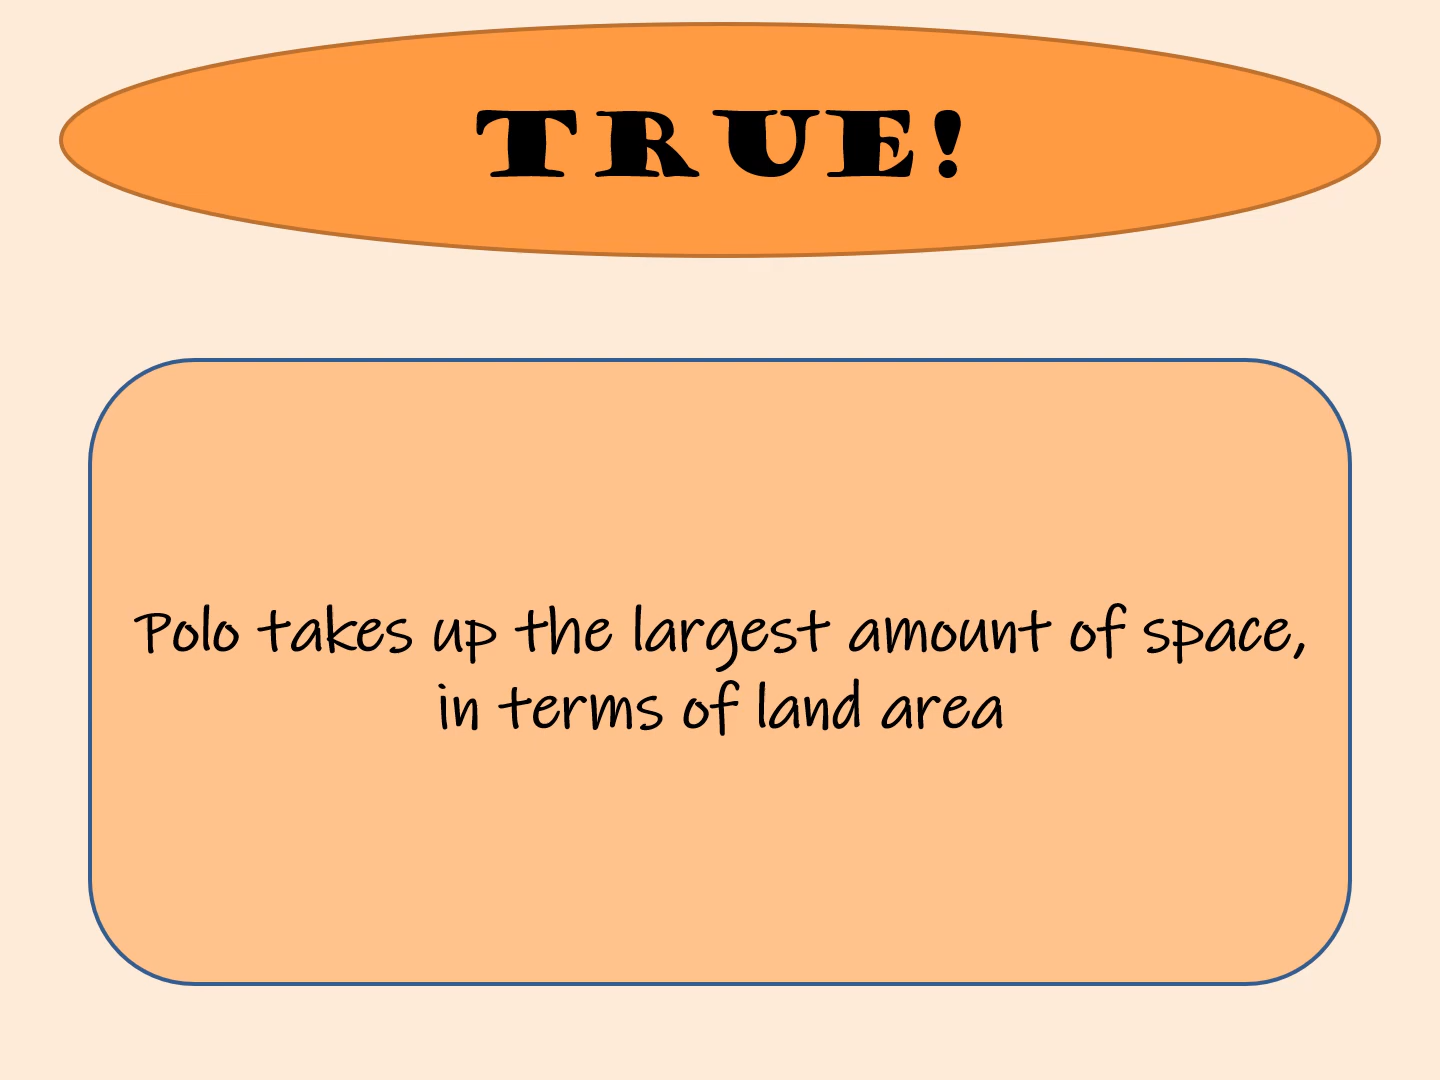 TRUE!
Polo takes up the largest amount of space,
in terms of land area